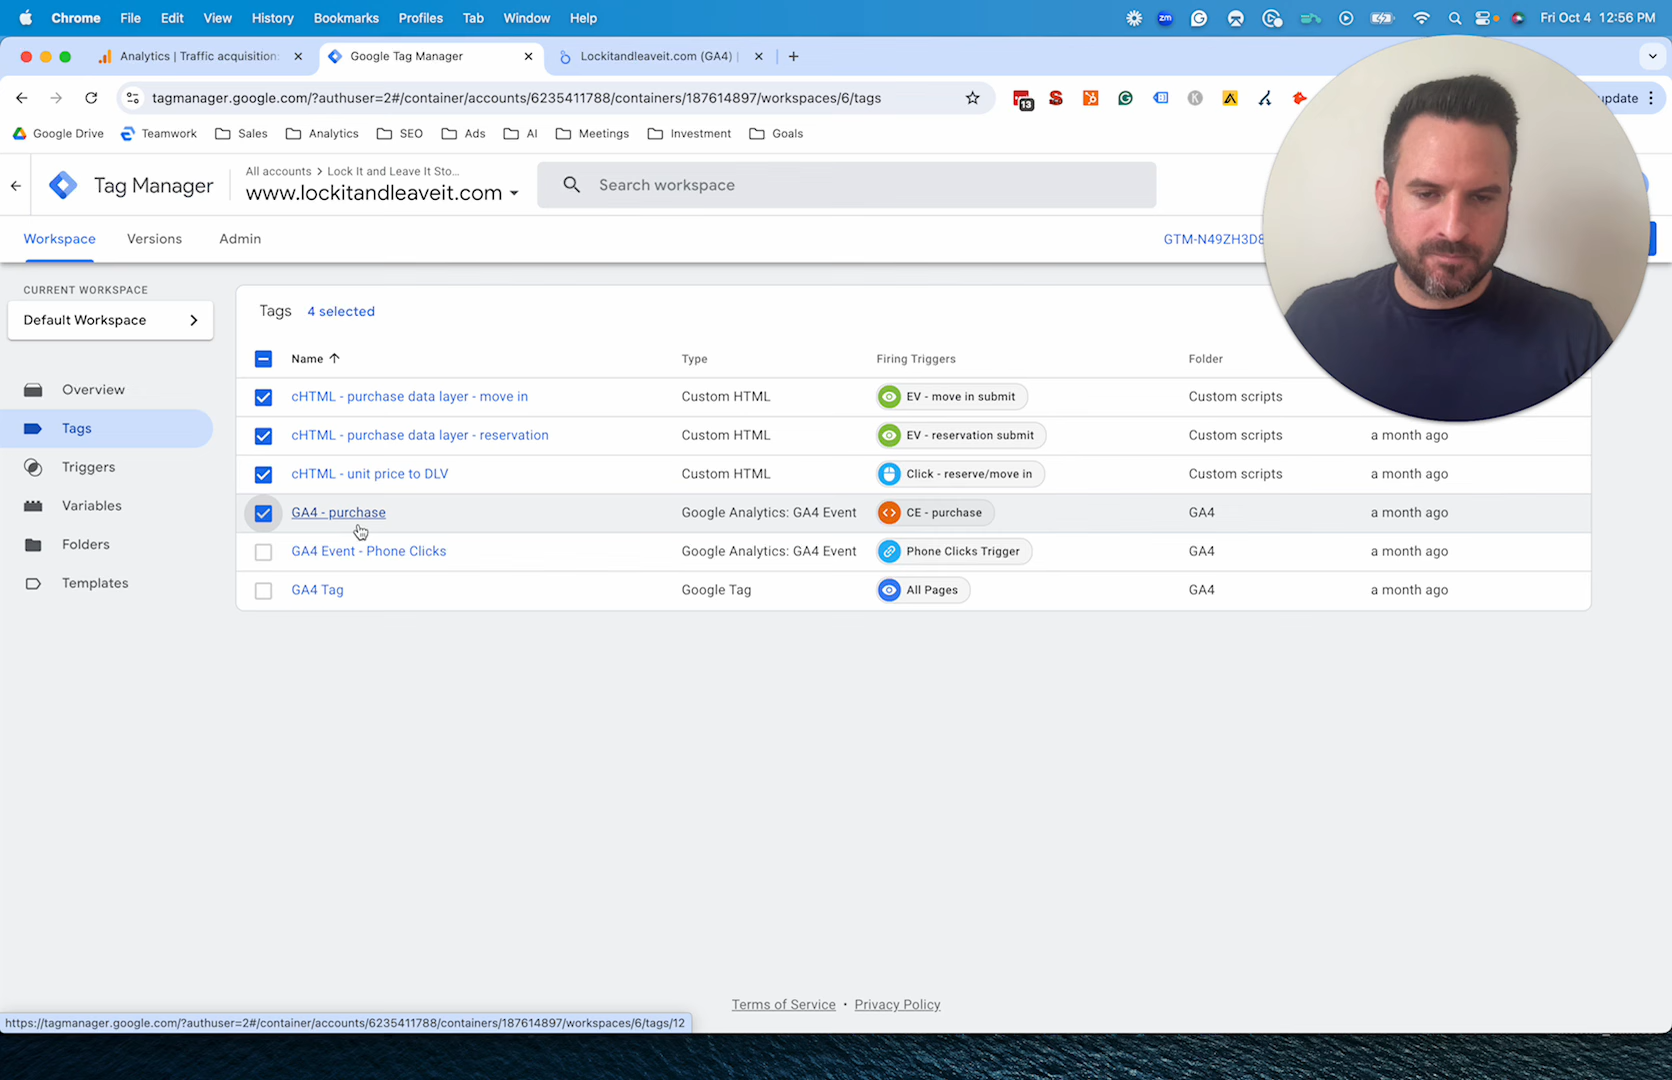 Chrome File Edit View History Bookmarks Profiles Tab Window Help
zm
Fri Oct 4 12:56 PM
Analytics | Traffic acquisition:
Google Tag Manager
Lockitandleaveit.com (GA4) |
tagmanager.google.com/?authuser=2#/container/accounts/6235411788/containers/187614897/workspaces/6/tags
13
update
Google Drive Teamwork Sales Analytics SEO Ads AI Meetings Investment Goals
Tag Manager
All accounts > Lock It and Leave It Sto...
www.lockitandleaveit.com
Search workspace
Workspace Versions Admin
GTM-N49ZH3D8
CURRENT WORKSPACE
Default Workspace
Overview
Tags
Triggers
Variables
Folders
Templates
Tags 4 selected
Name Type Firing Triggers Folder
cHTML - purchase data layer - move in Custom HTML EV - move in submit Custom scripts
cHTML - purchase data layer - reservation Custom HTML EV - reservation submit Custom scripts a month ago
cHTML - unit price to DLV Custom HTML Click - reserve/move in Custom scripts a month ago
GA4 - purchase Google Analytics: GA4 Event CE - purchase GA4 a month ago
GA4 Event - Phone Clicks Google Analytics: GA4 Event Phone Clicks Trigger GA4 a month ago
GA4 Tag Google Tag All Pages GA4 a month ago
Terms of Service · Privacy Policy
https://tagmanager.google.com/?authuser=2#/container/accounts/6235411788/containers/187614897/workspaces/6/tags/12